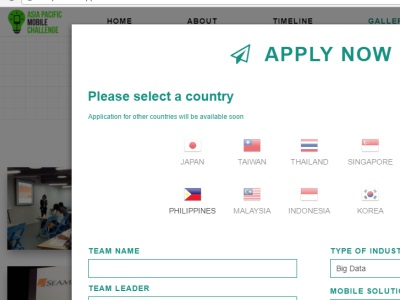 ASIA PACIFIC
MOBILE
CHALLENGE
HOME ABOUT TIMELINE GALLE
APPLY NOW
Please select a country
Application for other countries will be available soon
JAPAN TAIWAN THAILAND SINGAPORE
PHILIPPINES MALAYSIA INDONESIA KOREA
TEAM NAME
TYPE OF INDUST
Big Data
TEAM LEADER
MOBILE SOLUTIO
SEAM